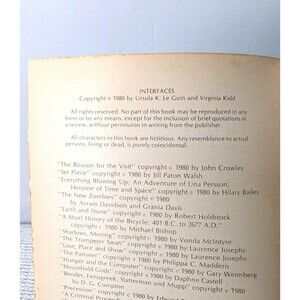 INTERFACES
Copyright © 1980 by Ursula K. Le Guin and Virginia Kidd
All rights reserved. No part of this book may be reproduced in any
form or by any means, except for the inclusion of brief quotations in
a review, without permission in writing from the publisher.
All characters in this book are fictitious. Any resemblance to actual
persons, living or dead, is purely coincidental.
"The Reason for the Visit" copyright © 1980 by John Crowley
"Set Piece" copyright © 1980 by Jill Paton Walsh
"Everything Blowing Up: An Adventure of Una Persson,
Heroine of Time and Space" copyright © 1980 by Hilary Bailey
"The New Zombies" copyright © 1980
by Avram Davidson and Grania Davis
"Earth and Stone" copyright © 1980 by Robert Holdstock
"A Short History of the Bicycle: 401 B.C. to 2677 A.D."
copyright © 1980 by Michael Bishop
"Shadows, Moving" copyright © 1980 by Vonda McIntyre
"The Trumpeter Swan" copyright © 1980 by Laurence Josephs
"Lose, Place and Show" copyright © 1980 by Laurence Josephs
"The Pastseer" copyright © 1980 by Phillippa C. Maddern
"Hunger and the Computer" copyright © 1980 by Gary Weimberg
"Household Gods" copyright © 1980 by Daphne Castell
"Bender, Fenugreek, Slatterman and Mupp" copyright © 1980
by D. G. Compton
"Precession" copyright © 1980 by Edward
"A Criminal Proceeding"